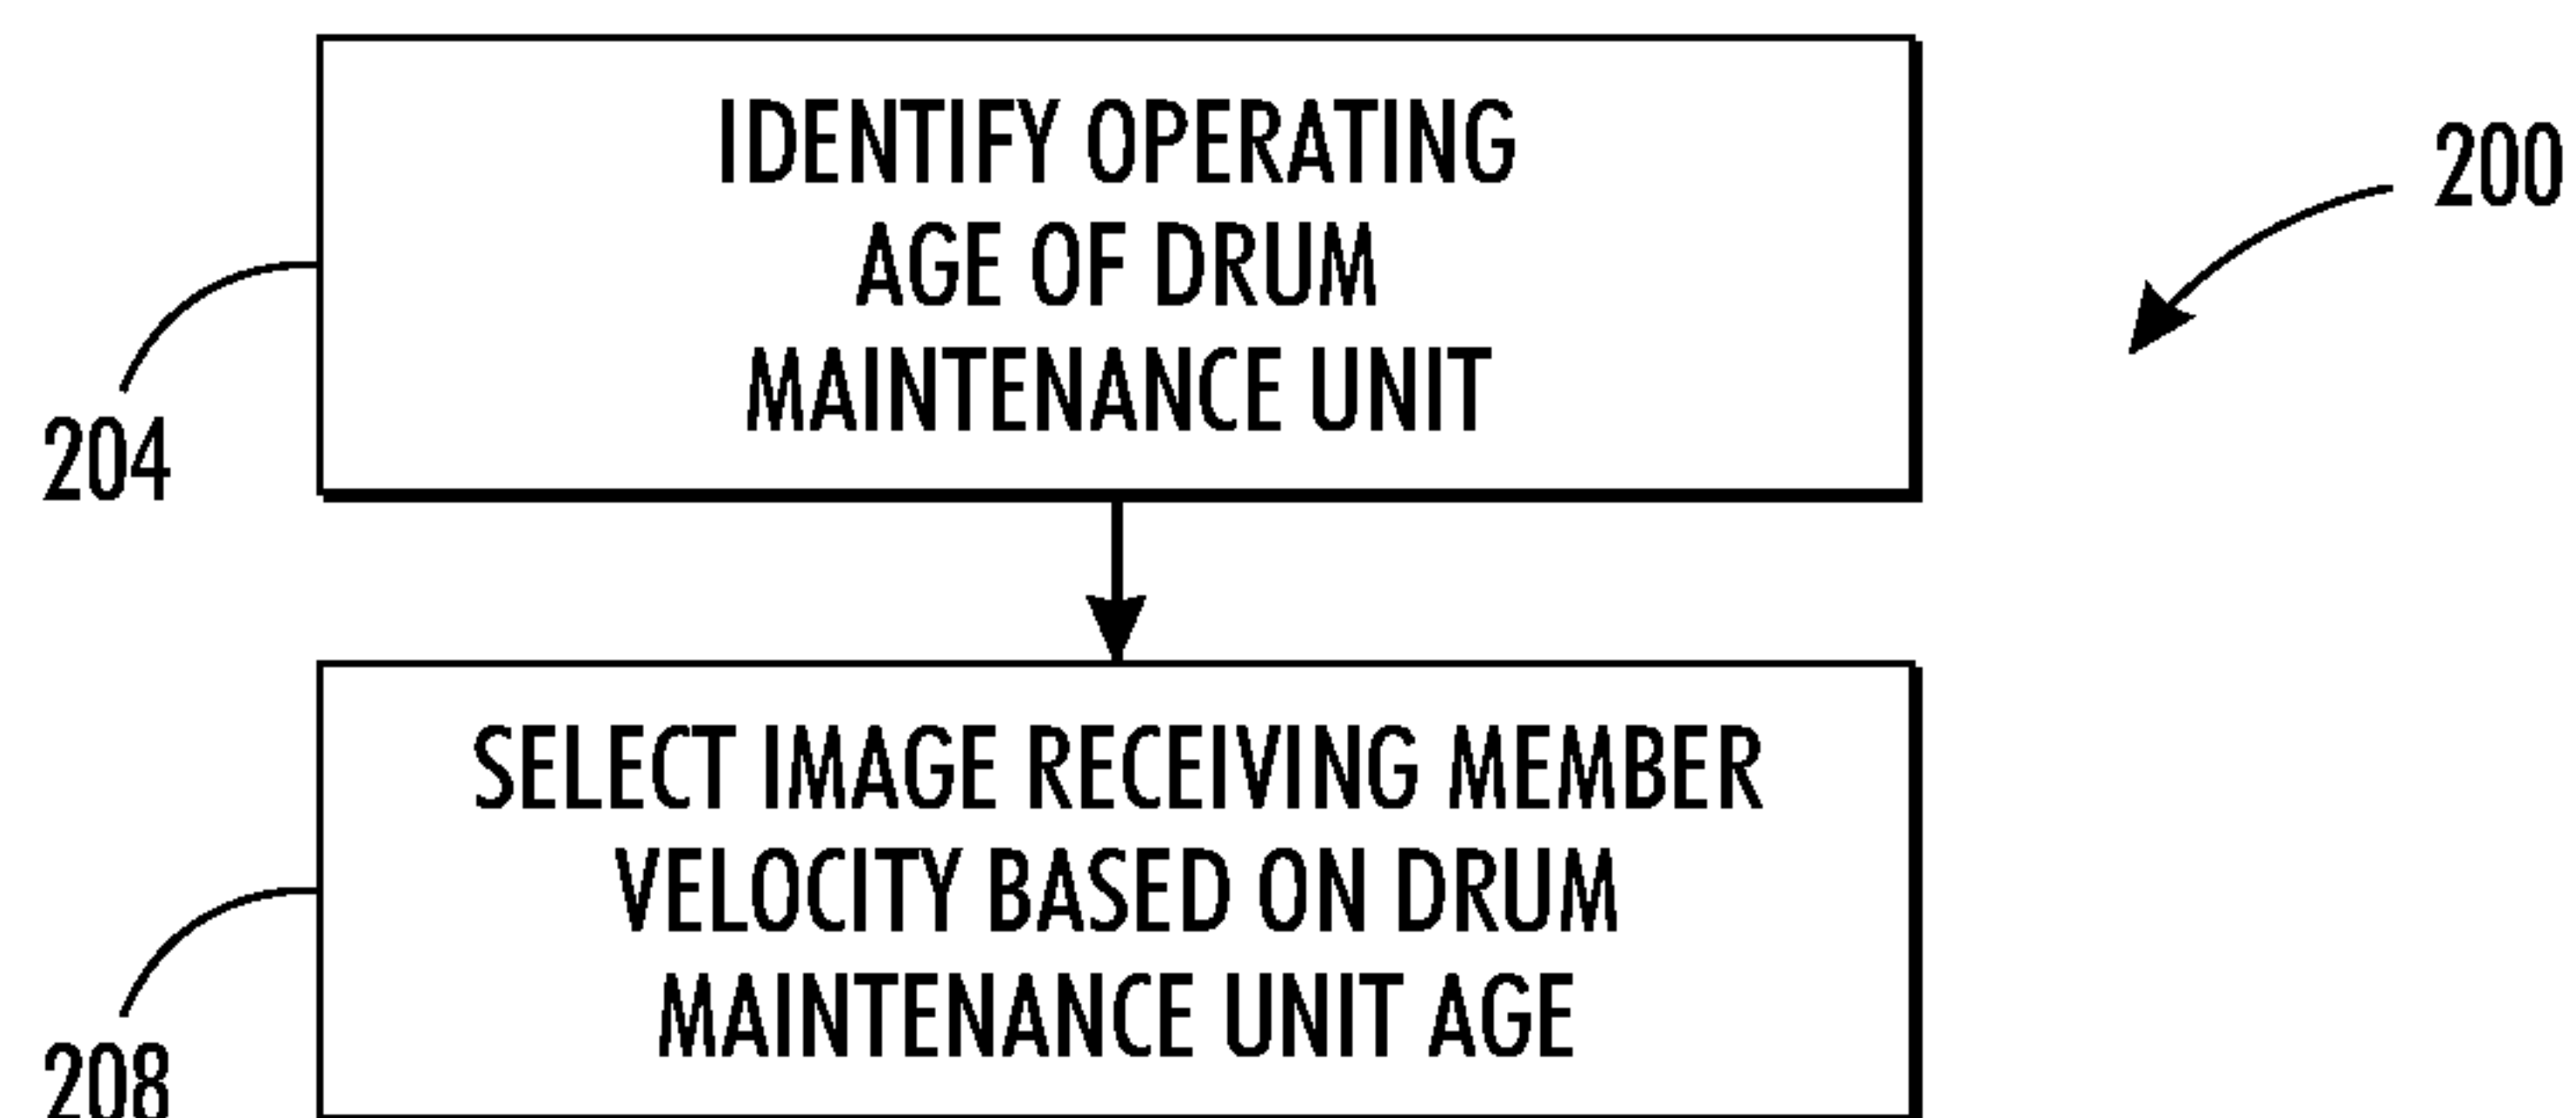 IDENTIFY OPERATING
AGE OF DRUM
MAINTENANCE UNIT
200
204
SELECT IMAGE RECEIVING MEMBER
VELOCITY BASED ON DRUM
MAINTENANCE UNIT AGE
208